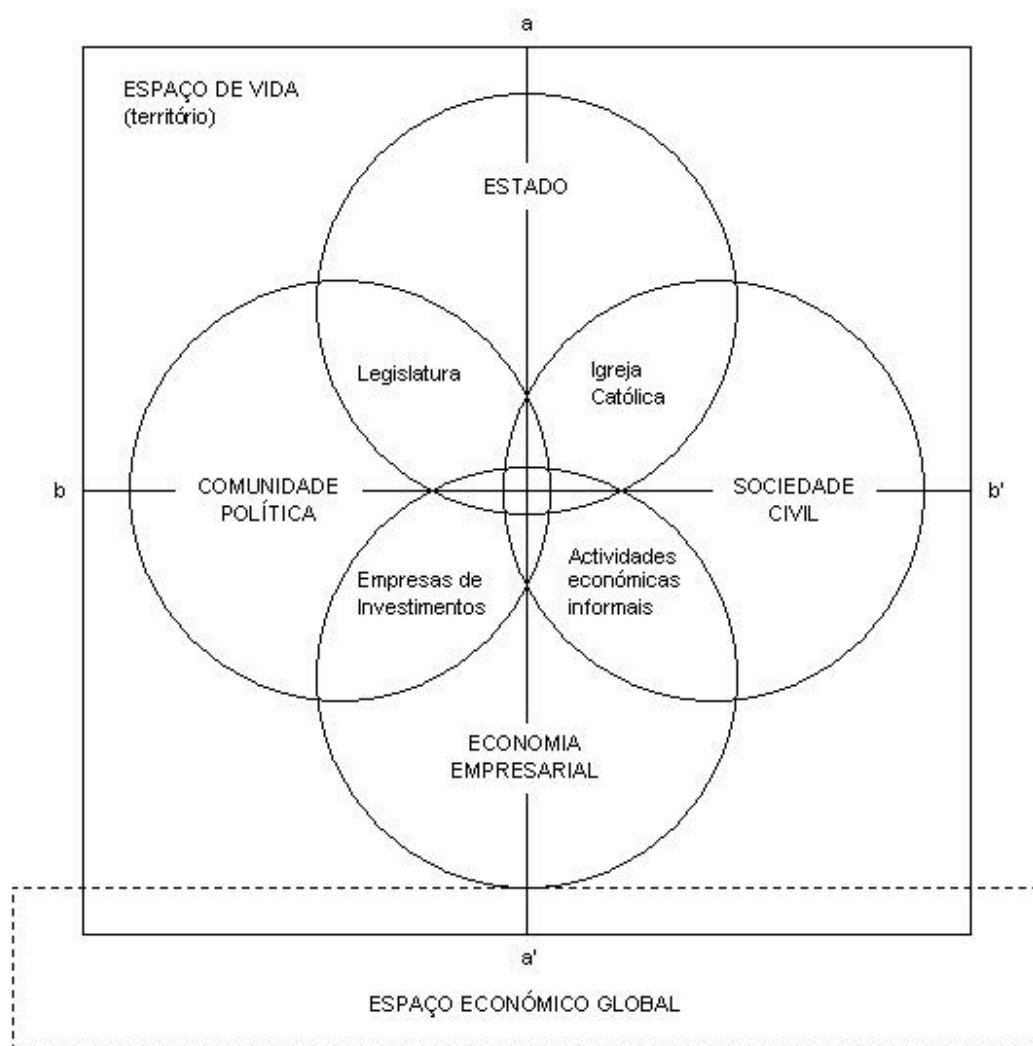 a
ESPAÇO DE VIDA
(território)
ESTADO
Legislatura
Igreja
Católica
b
COMUNIDADE
POLÍTICA
SOCIEDADE
CIVIL
b'
Empresas de
Investimentos
Actividades
económicas
informais
ECONOMIA
EMPRESARIAL
a'
ESPAÇO ECONÓMICO GLOBAL